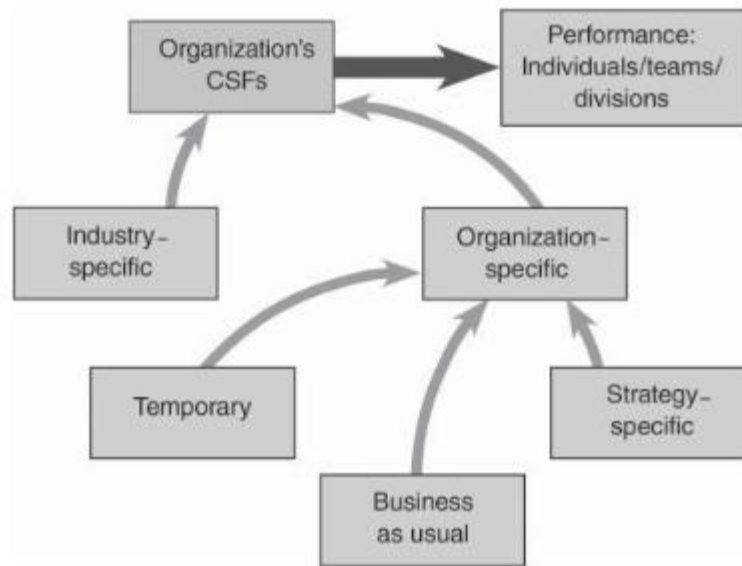 Organization's
CSFs
Performance:
Individuals/teams/
divisions
Industry–
specific
Organization–
specific
Temporary
Strategy–
specific
Business
as usual